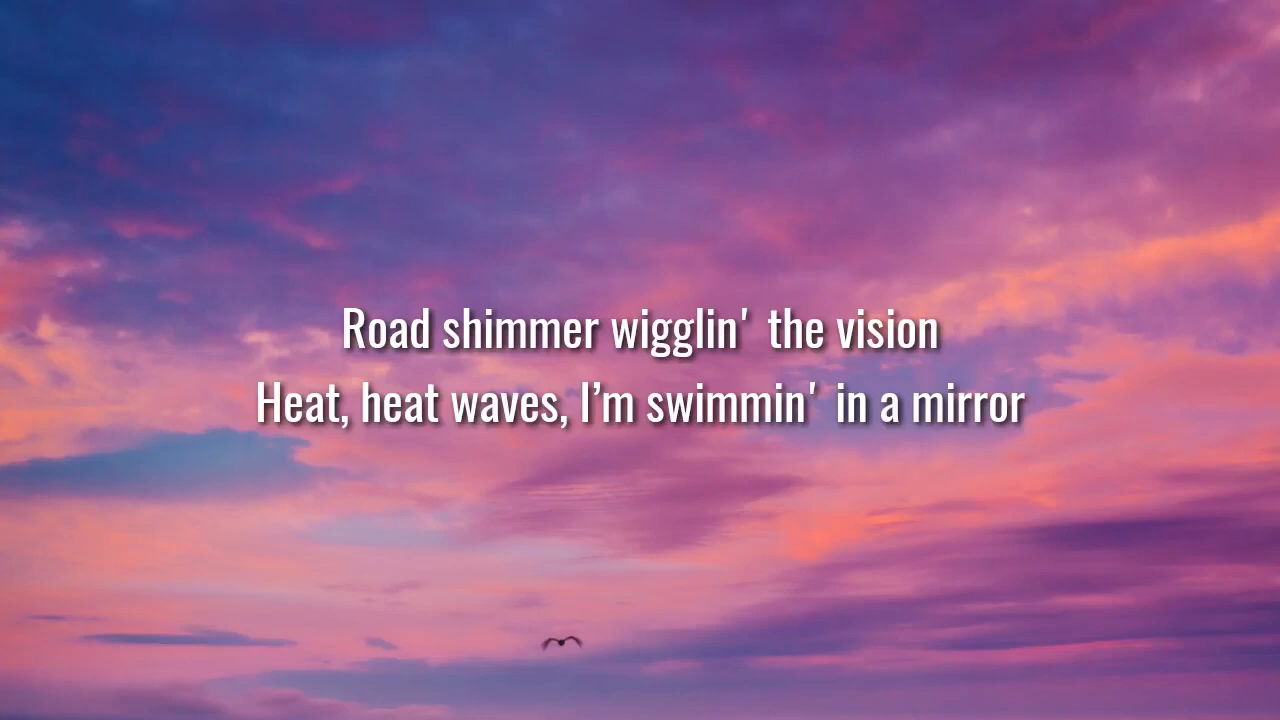 Road shimmer wigglin' the vision
Heat, heat waves, I’m swimmin' in a mirror